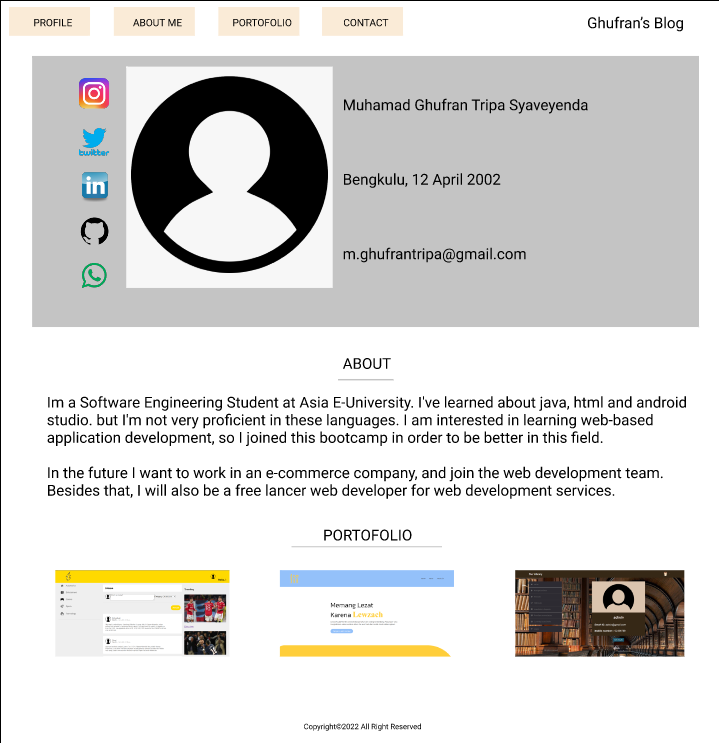 PROFILE
ABOUT ME
PORTOFOLIO
CONTACT
Ghufran’s Blog
twitter
in
Muhamad Ghufran Tripa Syaveyenda
Bengkulu, 12 April 2002
m.ghufrantripa@gmail.com
ABOUT
Im a Software Engineering Student at Asia E-University. I've learned about java, html and android
studio. but I'm not very proficient in these languages. I am interested in learning web-based
application development, so I joined this bootcamp in order to be better in this field.
In the future I want to work in an e-commerce company, and join the web development team.
Besides that, I will also be a free lancer web developer for web development services.
PORTOFOLIO
Trending
Memang Lezat
Karena Lewzach
admin
Copyright©2022 All Right Reserved